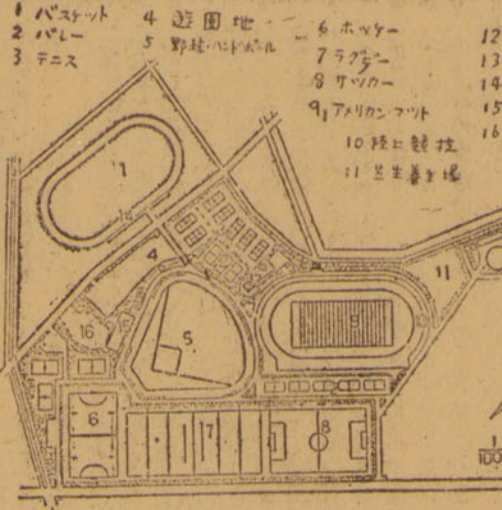 1 バスケット
2 バレー
3 テニス
4 遊園地
5 野球・ハンドボール
6 ホッケー
7 ラグビー
8 サッカー
9 アメリカン・フット
10 陸上競技
11 芝生養生場
12
13
14
15
16
1
4
11
16
15
5
9
6
17
8